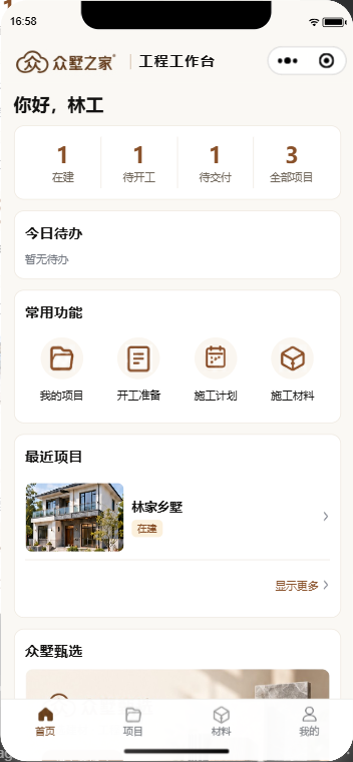 16:58
众墅之家 工程工作台
你好，林工
1 1 1 3
在建 待开工 待交付 全部项目
今日待办
暂无待办
常用功能
我的项目 开工准备 施工计划 施工材料
最近项目
林家乡墅
在建
显示更多
众墅甄选
首页 项目 材料 我的